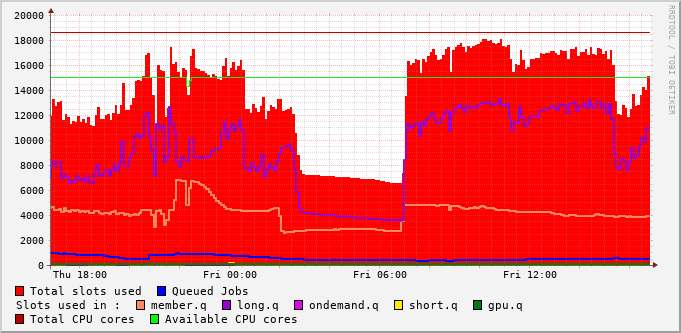 RRDTOOL / TOBI OETIKER
20000
18000
16000
14000
12000
10000
8000
6000
4000
2000
0
Thu 18:00 Fri 00:00 Fri 06:00 Fri 12:00
Total slots used Queued Jobs
Slots used in : member.q long.q ondemand.q short.q gpu.q
Total CPU cores Available CPU cores